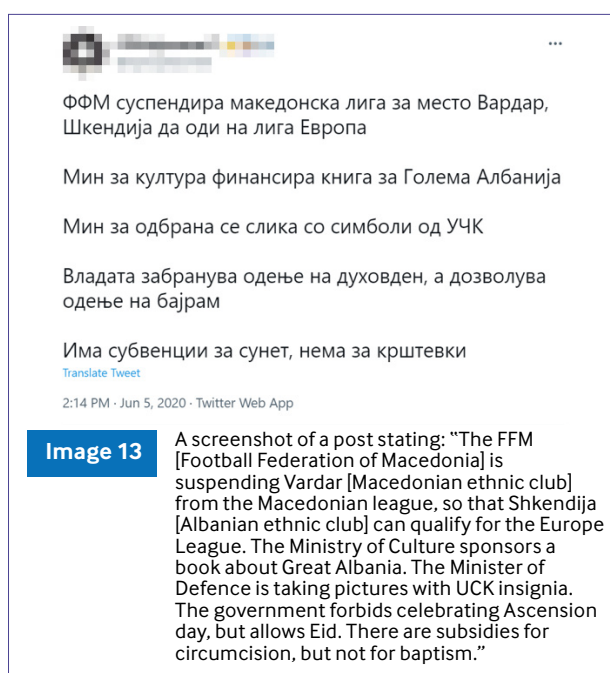 ФФМ суспендира македонска лига за место Вардар,
Шкендија да оди на лига Европа
Мин за култура финансира книга за Голема Албанија
Мин за одбрана се слика со симболи од УЧК
Владата забранува одење на духовден, а дозволува
одење на бајрам
Има субвенции за сунет, нема за крштевки
Translate Tweet
2:14 PM · Jun 5, 2020 · Twitter Web App
Image 13
A screenshot of a post stating: “The FFM
[Football Federation of Macedonia] is
suspending Vardar [Macedonian ethnic club]
from the Macedonian league, so that Shkendija
[Albanian ethnic club] can qualify for the Europe
League. The Ministry of Culture sponsors a
book about Great Albania. The Minister of
Defence is taking pictures with UCK insignia.
The government forbids celebrating Ascension
day, but allows Eid. There are subsidies for
circumcision, but not for baptism.”